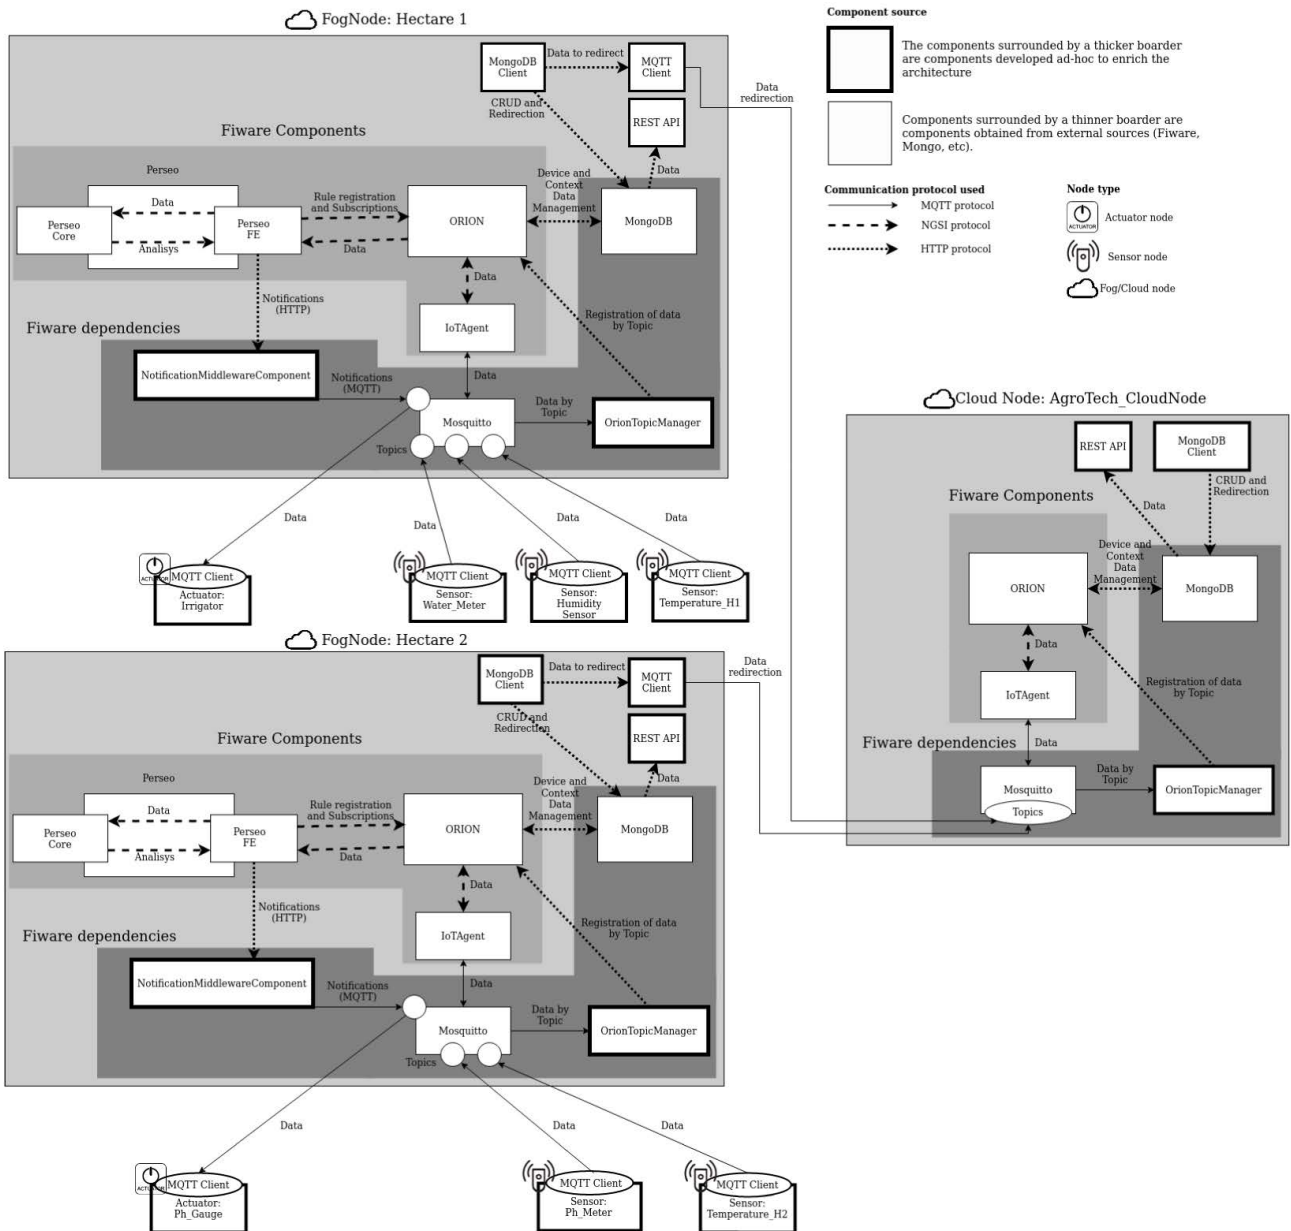 FogNode: Hectare 1
MongoDB
Client
Data to redirect
MQTT
Client
CRUD and
Redirection
REST API
Data
redirection
Fiware Components
Perseo
Data
Perseo
Core
Analisys
Perseo
FE
Rule registration
and Subscriptions
Data
ORION
Device and
Context
Data
Management
Data
MongoDB
Data
Notifications
(HTTP)
IoTAgent
Registration of data
by Topic
Fiware dependencies
NotificationMiddlewareComponent
Notifications
(MQTT)
Data
Mosquitto
Data by
Topic
OrionTopicManager
Topics
Data
Data
Data
Data
ACTUATOR
MQTT Client
Actuator:
Irrigator
MQTT Client
Sensor:
Water_Meter
MQTT Client
Sensor:
Humidity
Sensor
MQTT Client
Sensor:
Temperature_H1
FogNode: Hectare 2
MongoDB
Client
Data to redirect
MQTT
Client
CRUD and
Redirection
REST API
Data
redirection
Fiware Components
Perseo
Data
Perseo
Core
Analisys
Perseo
FE
Rule registration
and Subscriptions
Data
ORION
Device and
Context
Data
Management
Data
MongoDB
Data
Notifications
(HTTP)
IoTAgent
Registration of data
by Topic
Fiware dependencies
NotificationMiddlewareComponent
Notifications
(MQTT)
Data
Mosquitto
Data by
Topic
OrionTopicManager
Topics
Data
Data
Data
MQTT Client
Actuator:
Ph_Gauge
MQTT Client
Sensor:
Ph_Meter
MQTT Client
Sensor:
Temperature_H2
Component source
The components surrounded by a thicker boarder
are components developed ad-hoc to enrich the
architecture
Components surrounded by a thinner boarder are
components obtained from external sources (Fiware,
Mongo, etc).
Communication protocol used
MQTT protocol
NGSI protocol
HTTP protocol
Node type
ACTUATOR
Actuator node
Sensor node
Fog/Cloud node
Cloud Node: AgroTech_CloudNode
REST API
MongoDB
Client
CRUD and
Redirection
Data
Fiware Components
ORION
Device and
Context
Data
Management
MongoDB
Data
IoTAgent
Registration of data
by Topic
Fiware dependencies
Data
Mosquitto
Topics
Data by
Topic
OrionTopicManager